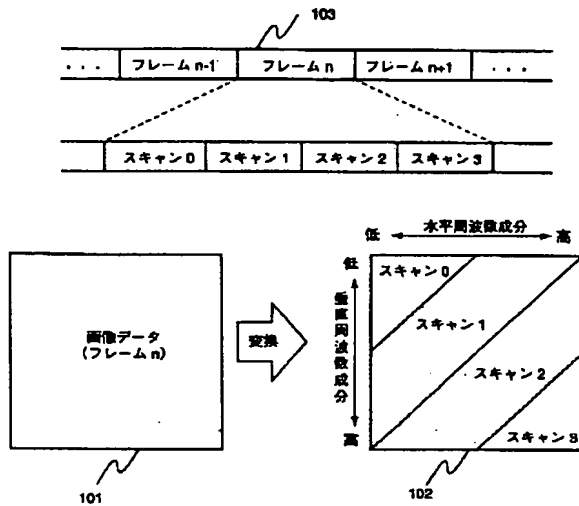 103
・・・ フレーム n-1 フレーム n フレーム n+1 ・・・
スキャン 0 スキャン 1 スキャン 2 スキャン 3
水平周波数成分
低 高
画像データ
(フレーム n)
変換
低
垂直周波数成分
高
スキャン 0
スキャン 1
スキャン 2
スキャン 3
101
102